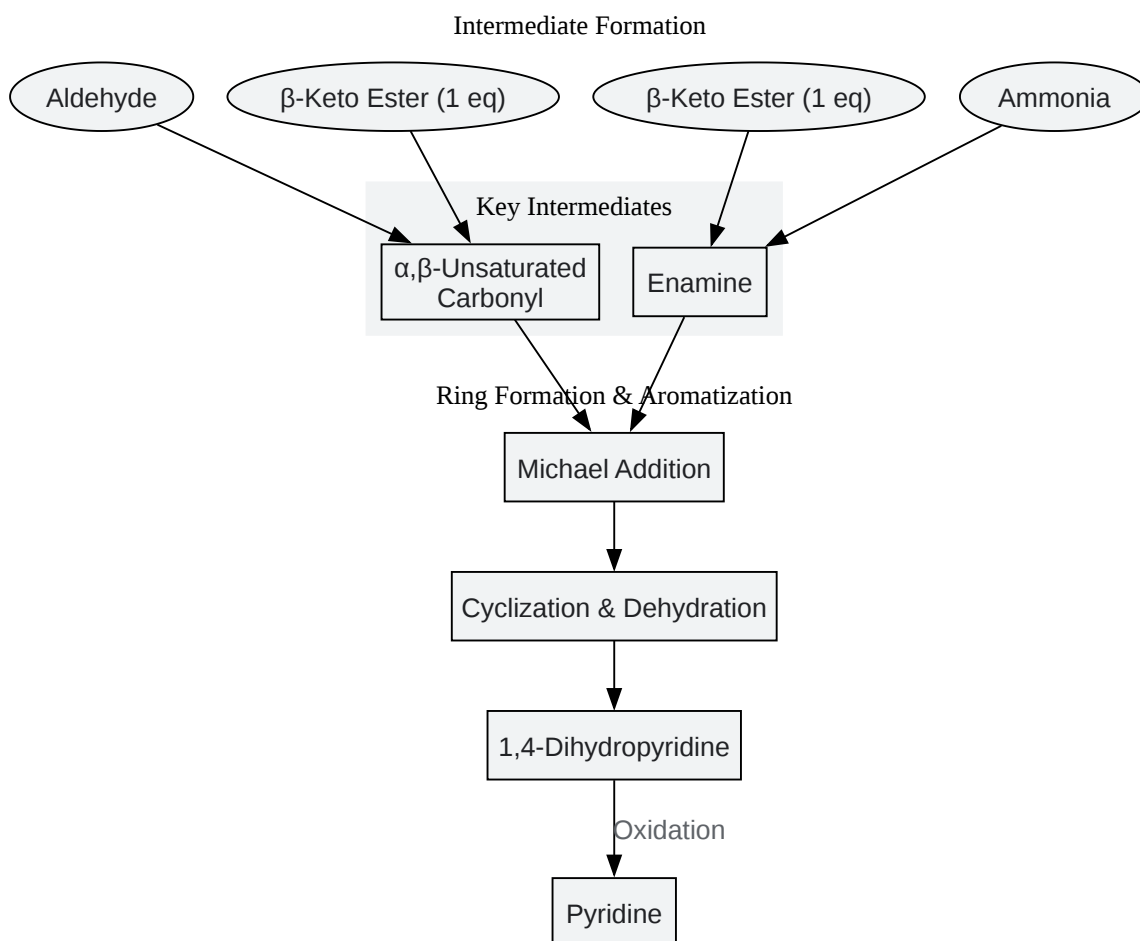 Intermediate Formation
Aldehyde
β-Keto Ester (1 eq)
β-Keto Ester (1 eq)
Ammonia
Key Intermediates
α,β-Unsaturated
Carbonyl
Enamine
Ring Formation & Aromatization
Michael Addition
Cyclization & Dehydration
1,4-Dihydropyridine
Oxidation
Pyridine